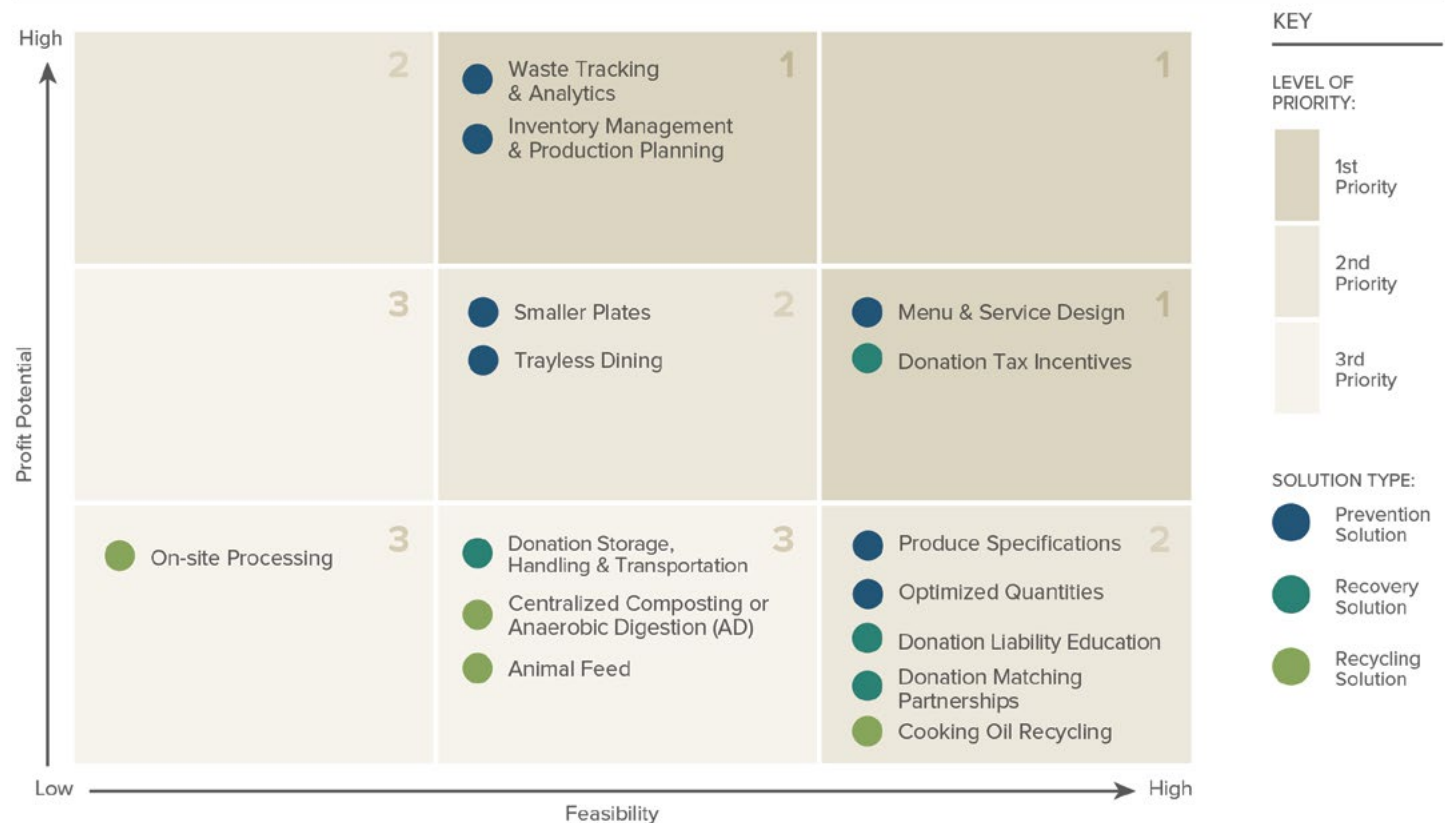 High
2
Waste Tracking
& Analytics
Inventory Management
& Production Planning
1
1
3
Smaller Plates
Trayless Dining
2
Menu & Service Design
Donation Tax Incentives
1
On-site Processing
3
Donation Storage,
Handling & Transportation
Centralized Composting or
Anaerobic Digestion (AD)
Animal Feed
3
Produce Specifications
Optimized Quantities
Donation Liability Education
Donation Matching
Partnerships
Cooking Oil Recycling
2
Profit Potential
Low
Feasibility
High
KEY
LEVEL OF
PRIORITY:
1st
Priority
2nd
Priority
3rd
Priority
SOLUTION TYPE:
Prevention
Solution
Recovery
Solution
Recycling
Solution